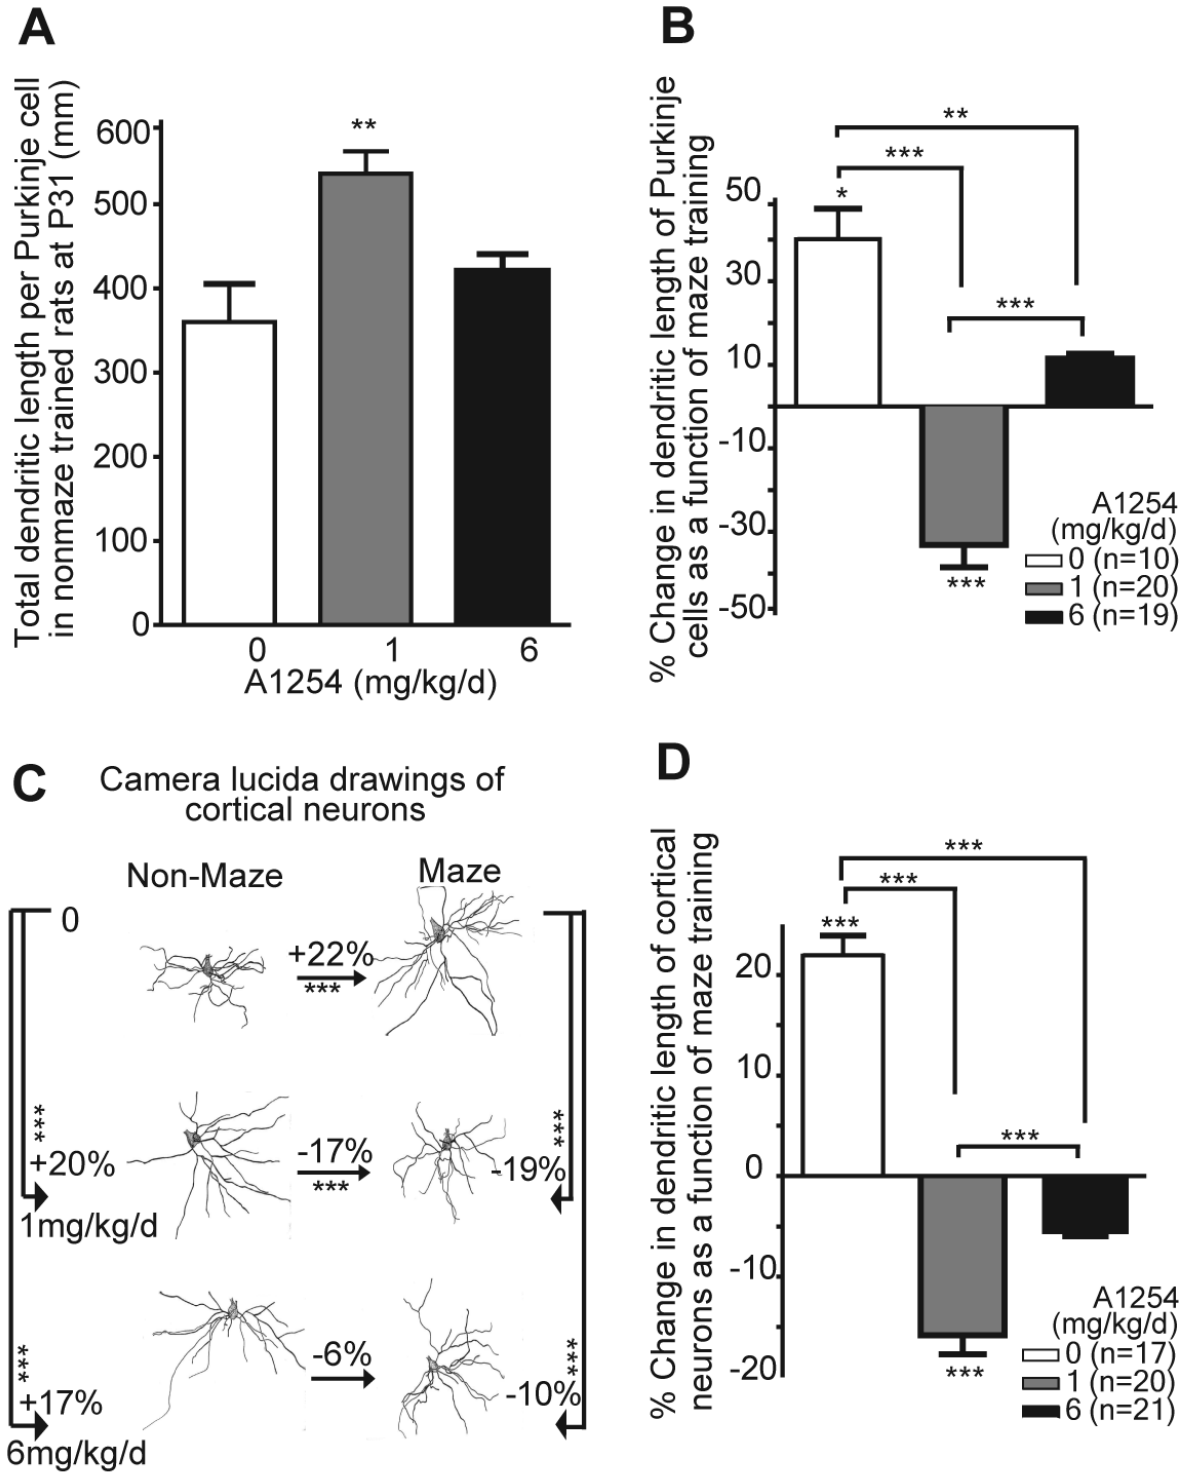 A
Total dendritic length per Purkinje cell
in nonmaze trained rats at P31 (mm)
600
500
400
300
200
100
0
**
0 1 6
A1254 (mg/kg/d)
B
% Change in dendritic length of Purkinje
cells as a function of maze training
50
30
10
-10
-30
-50
**
***
*
***
***
A1254
(mg/kg/d)
0 (n=10)
1 (n=20)
6 (n=19)
C
Camera lucida drawings of
cortical neurons
Non-Maze Maze
0
+22%
***
***
+20%
1mg/kg/d
-17%
***
***
-19%
***
+17%
6mg/kg/d
-6%
***
-10%
D
% Change in dendritic length of cortical
neurons as a function of maze training
20
10
0
-10
-20
***
***
***
***
***
A1254
(mg/kg/d)
0 (n=17)
1 (n=20)
6 (n=21)